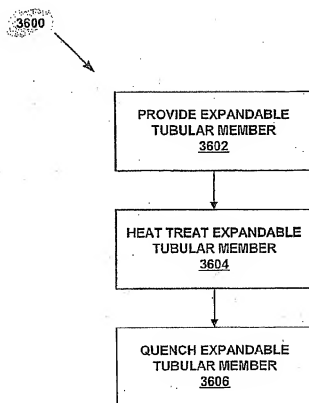 3600
PROVIDE EXPANDABLE
TUBULAR MEMBER
3602
HEAT TREAT EXPANDABLE
TUBULAR MEMBER
3604
QUENCH EXPANDABLE
TUBULAR MEMBER
3606